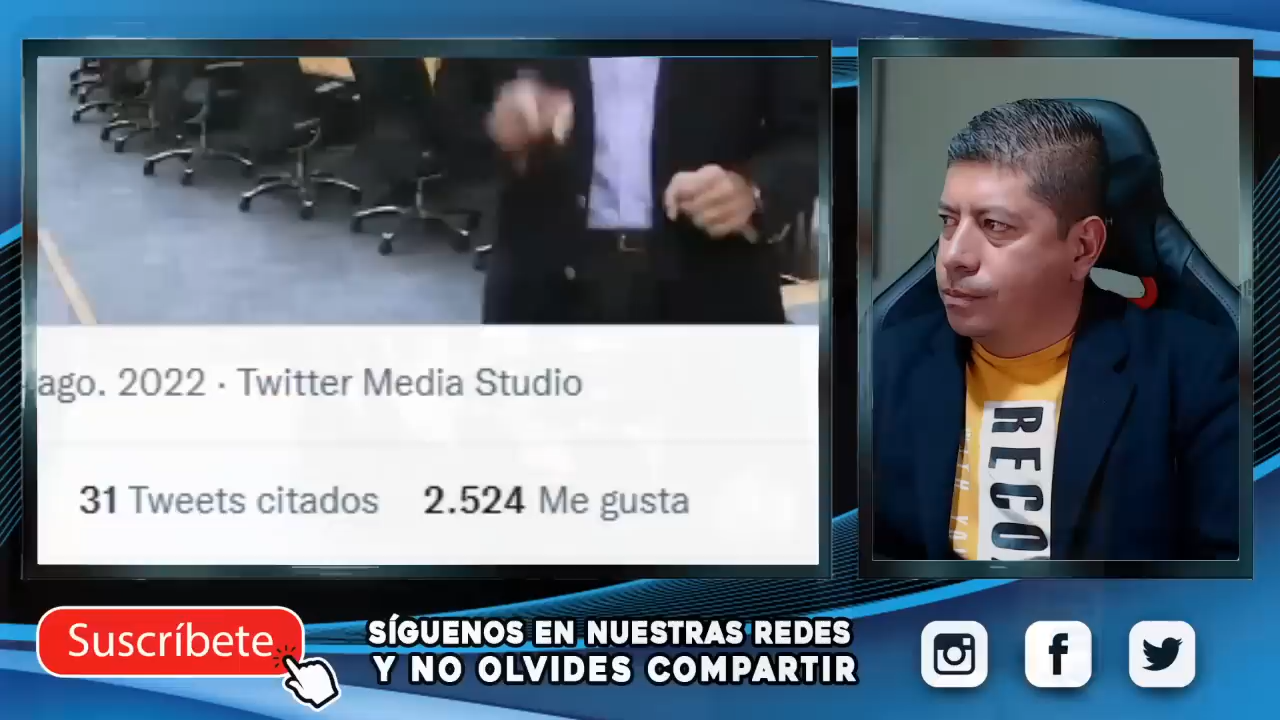 ago. 2022 · Twitter Media Studio
31 Tweets citados 2.524 Me gusta
RECO
Suscríbete
SÍGUENOS EN NUESTRAS REDES
Y NO OLVIDES COMPARTIR